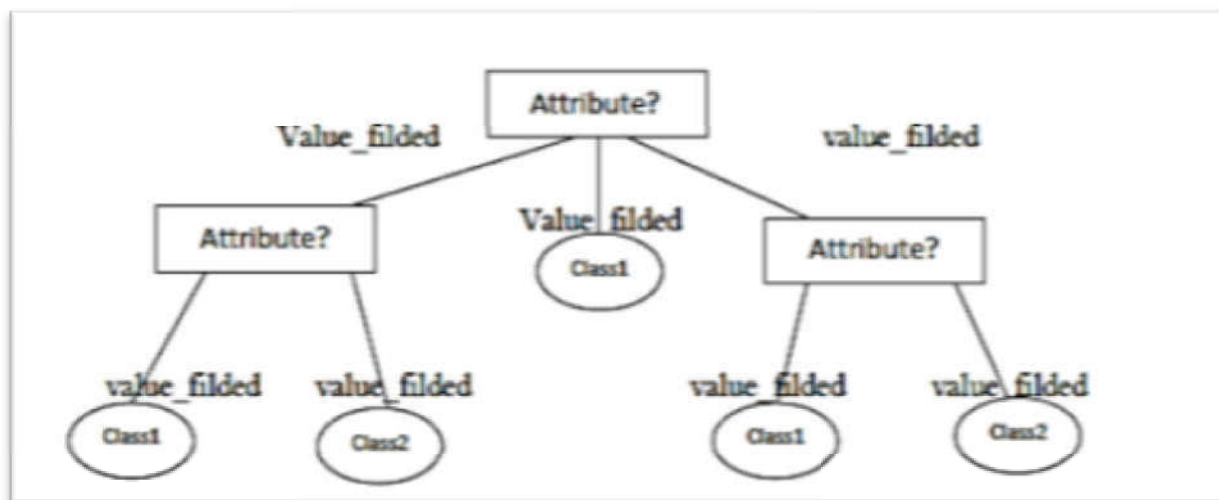 Attribute?
Value_filded
value_filded
Attribute?
Value_filded
Attribute?
Class1
value_filded
value_filded
value_filded
value_filded
Class1
Class2
Class1
Class2